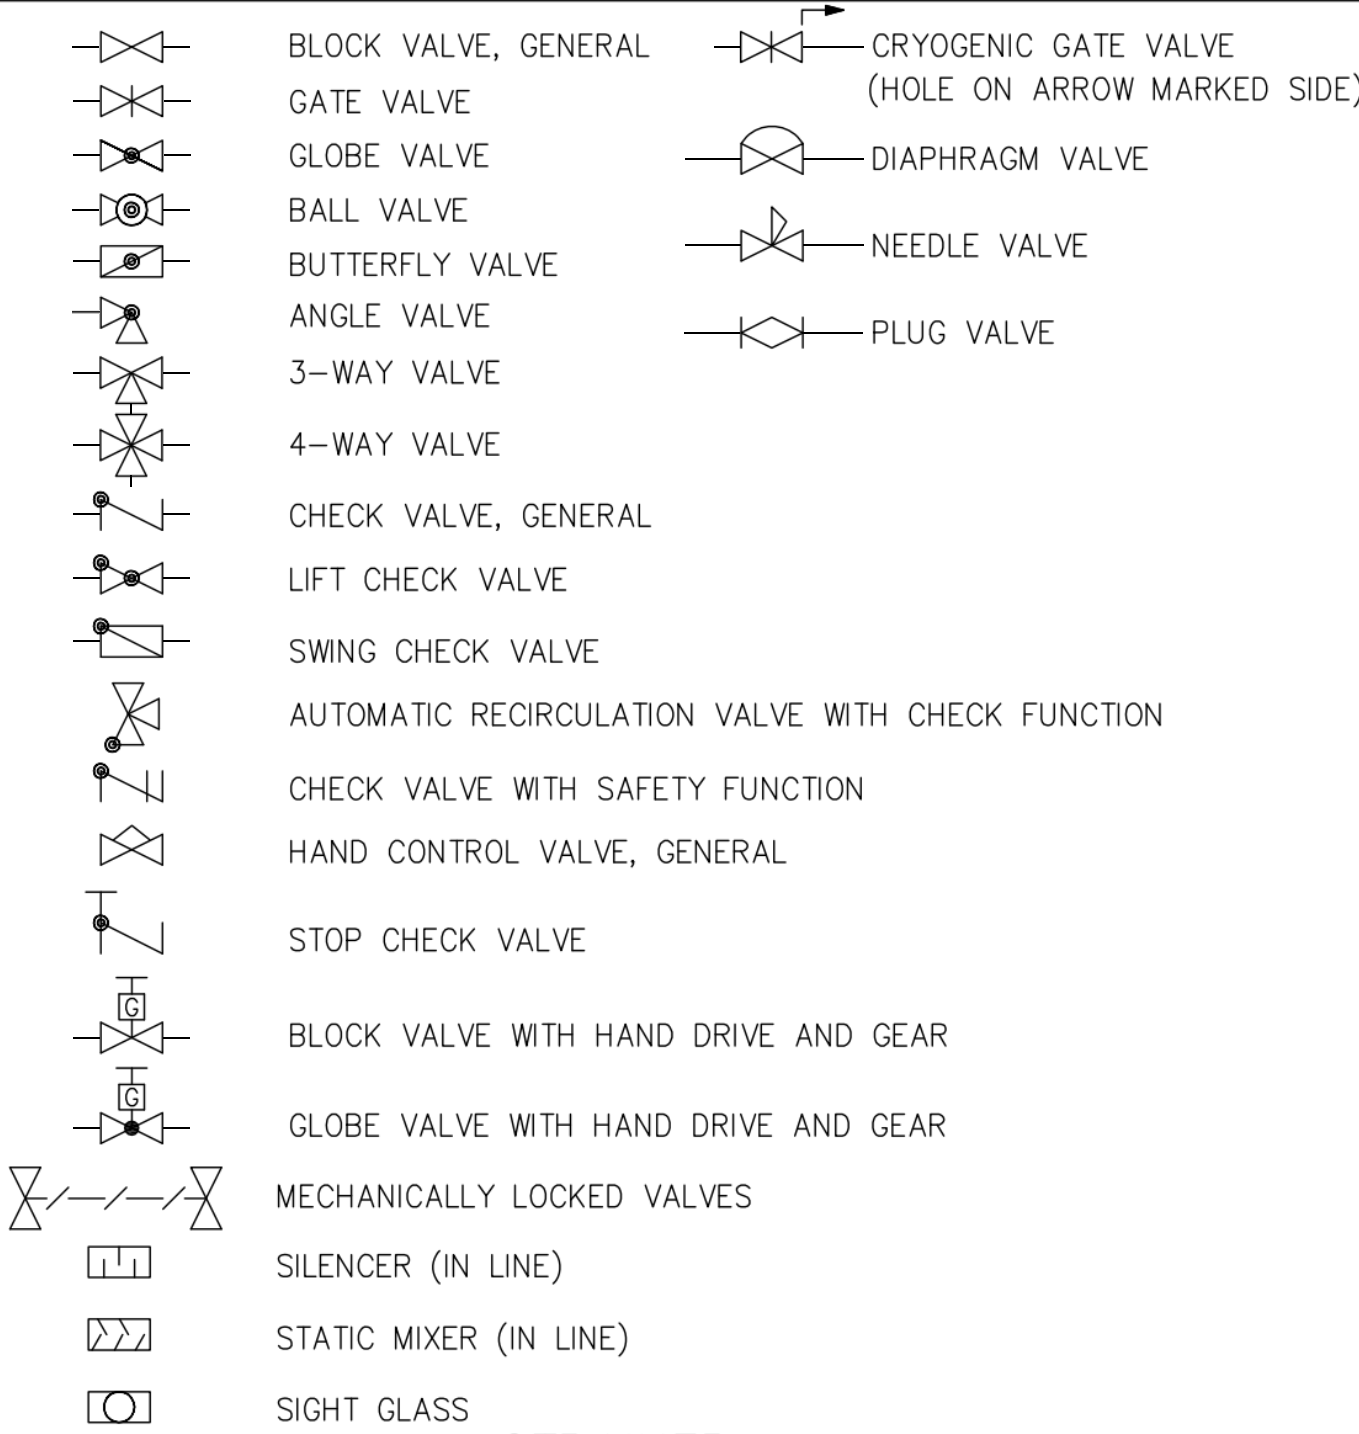 BLOCK VALVE, GENERAL
GATE VALVE
GLOBE VALVE
BALL VALVE
BUTTERFLY VALVE
ANGLE VALVE
3-WAY VALVE
4-WAY VALVE
CHECK VALVE, GENERAL
LIFT CHECK VALVE
SWING CHECK VALVE
AUTOMATIC RECIRCULATION VALVE WITH CHECK FUNCTION
CHECK VALVE WITH SAFETY FUNCTION
HAND CONTROL VALVE, GENERAL
STOP CHECK VALVE
G
BLOCK VALVE WITH HAND DRIVE AND GEAR
G
GLOBE VALVE WITH HAND DRIVE AND GEAR
MECHANICALLY LOCKED VALVES
SILENCER (IN LINE)
STATIC MIXER (IN LINE)
SIGHT GLASS
CRYOGENIC GATE VALVE
(HOLE ON ARROW MARKED SIDE)
DIAPHRAGM VALVE
NEEDLE VALVE
PLUG VALVE